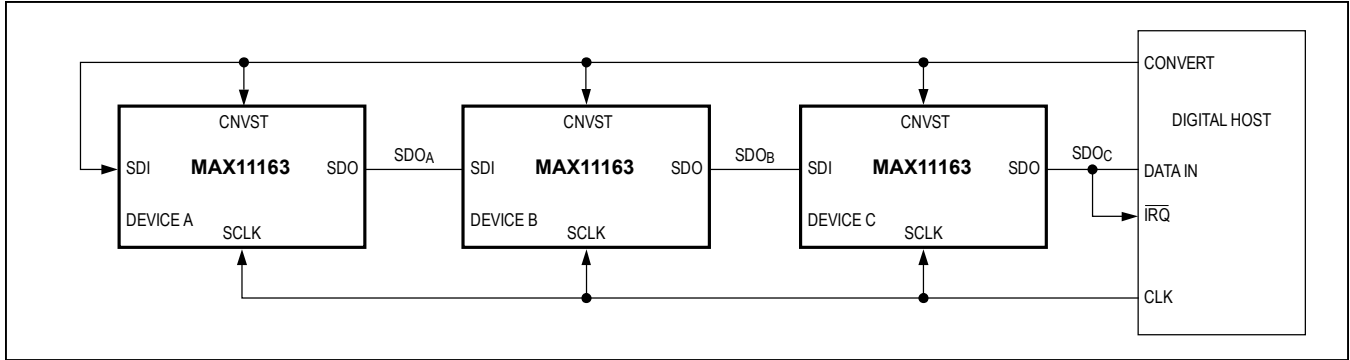 CONVERT
CNVST
CNVST
CNVST
DIGITAL HOST
SDI MAX11163 SDO
SDOA
SDI MAX11163 SDO
SDOB
SDI MAX11163 SDO
SDOC
DATA IN
IRQ
DEVICE A
DEVICE B
DEVICE C
SCLK
SCLK
SCLK
CLK